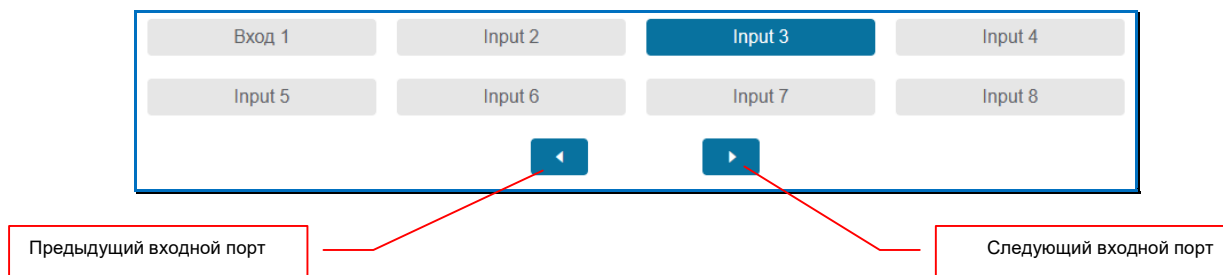 Вход 1 Input 2 Input 3 Input 4
Input 5 Input 6 Input 7 Input 8
Предыдущий входной порт Следующий входной порт